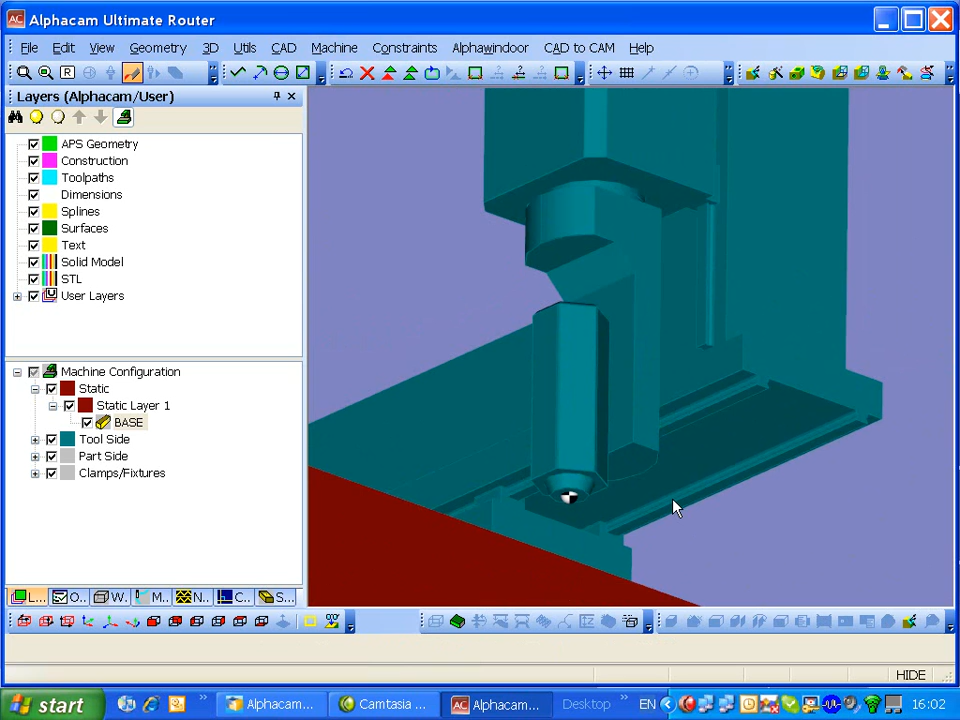 AC Alphacam Ultimate Router
File Edit View Geometry 3D Utils CAD Machine Constraints Alphawindoor CAD to CAM Help
R
Layers (Alphacam/User)
APS Geometry
Construction
Toolpaths
Dimensions
Splines
Surfaces
Text
Solid Model
STL
User Layers
Machine Configuration
Static
Static Layer 1
BASE
Tool Side
Part Side
Clamps/Fixtures
L... O.. W.. M... N.. C.. S...
HIDE
start Alphacam... Camtasia ... Alphacam... Desktop EN 16:02